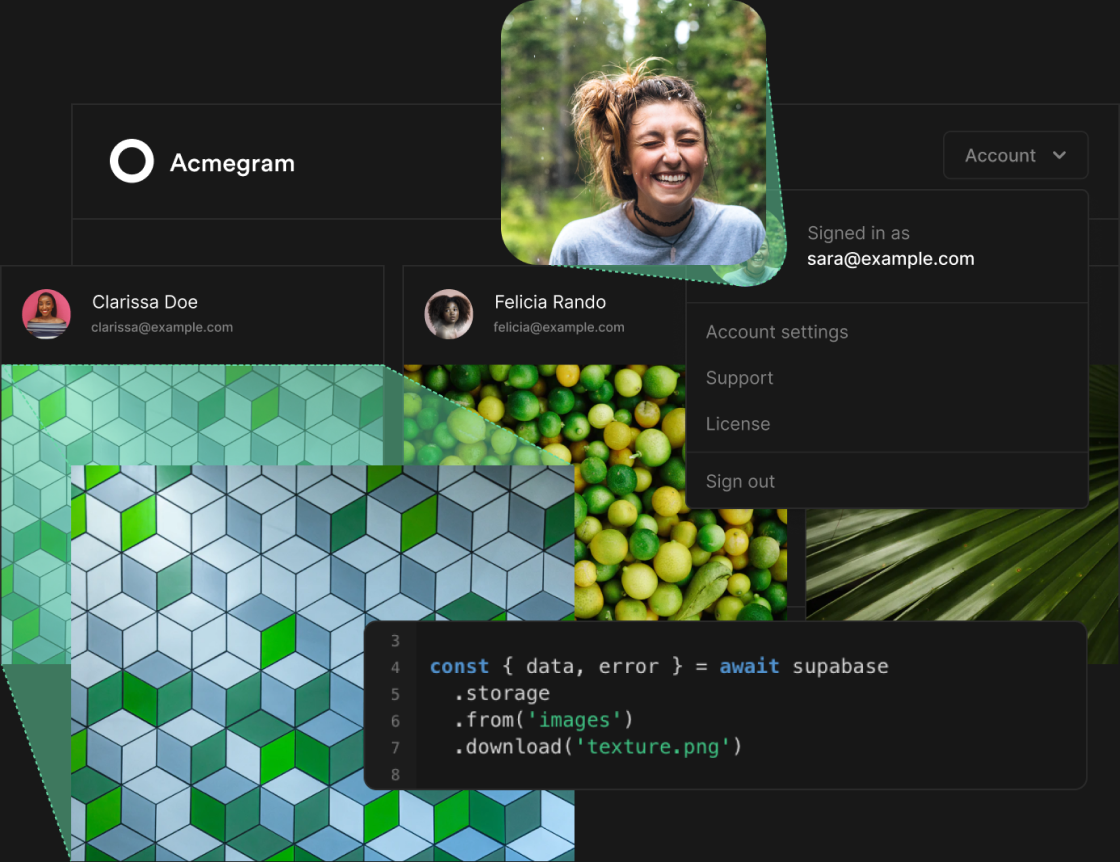 Acmegram
Account
Signed in as
sara@example.com
Clarissa Doe
clarissa@example.com
Felicia Rando
felicia@example.com
Account settings
Support
License
Sign out
3
4 const { data, error } = await supabase
5 .storage
6 .from('images')
7 .download('texture.png')
8